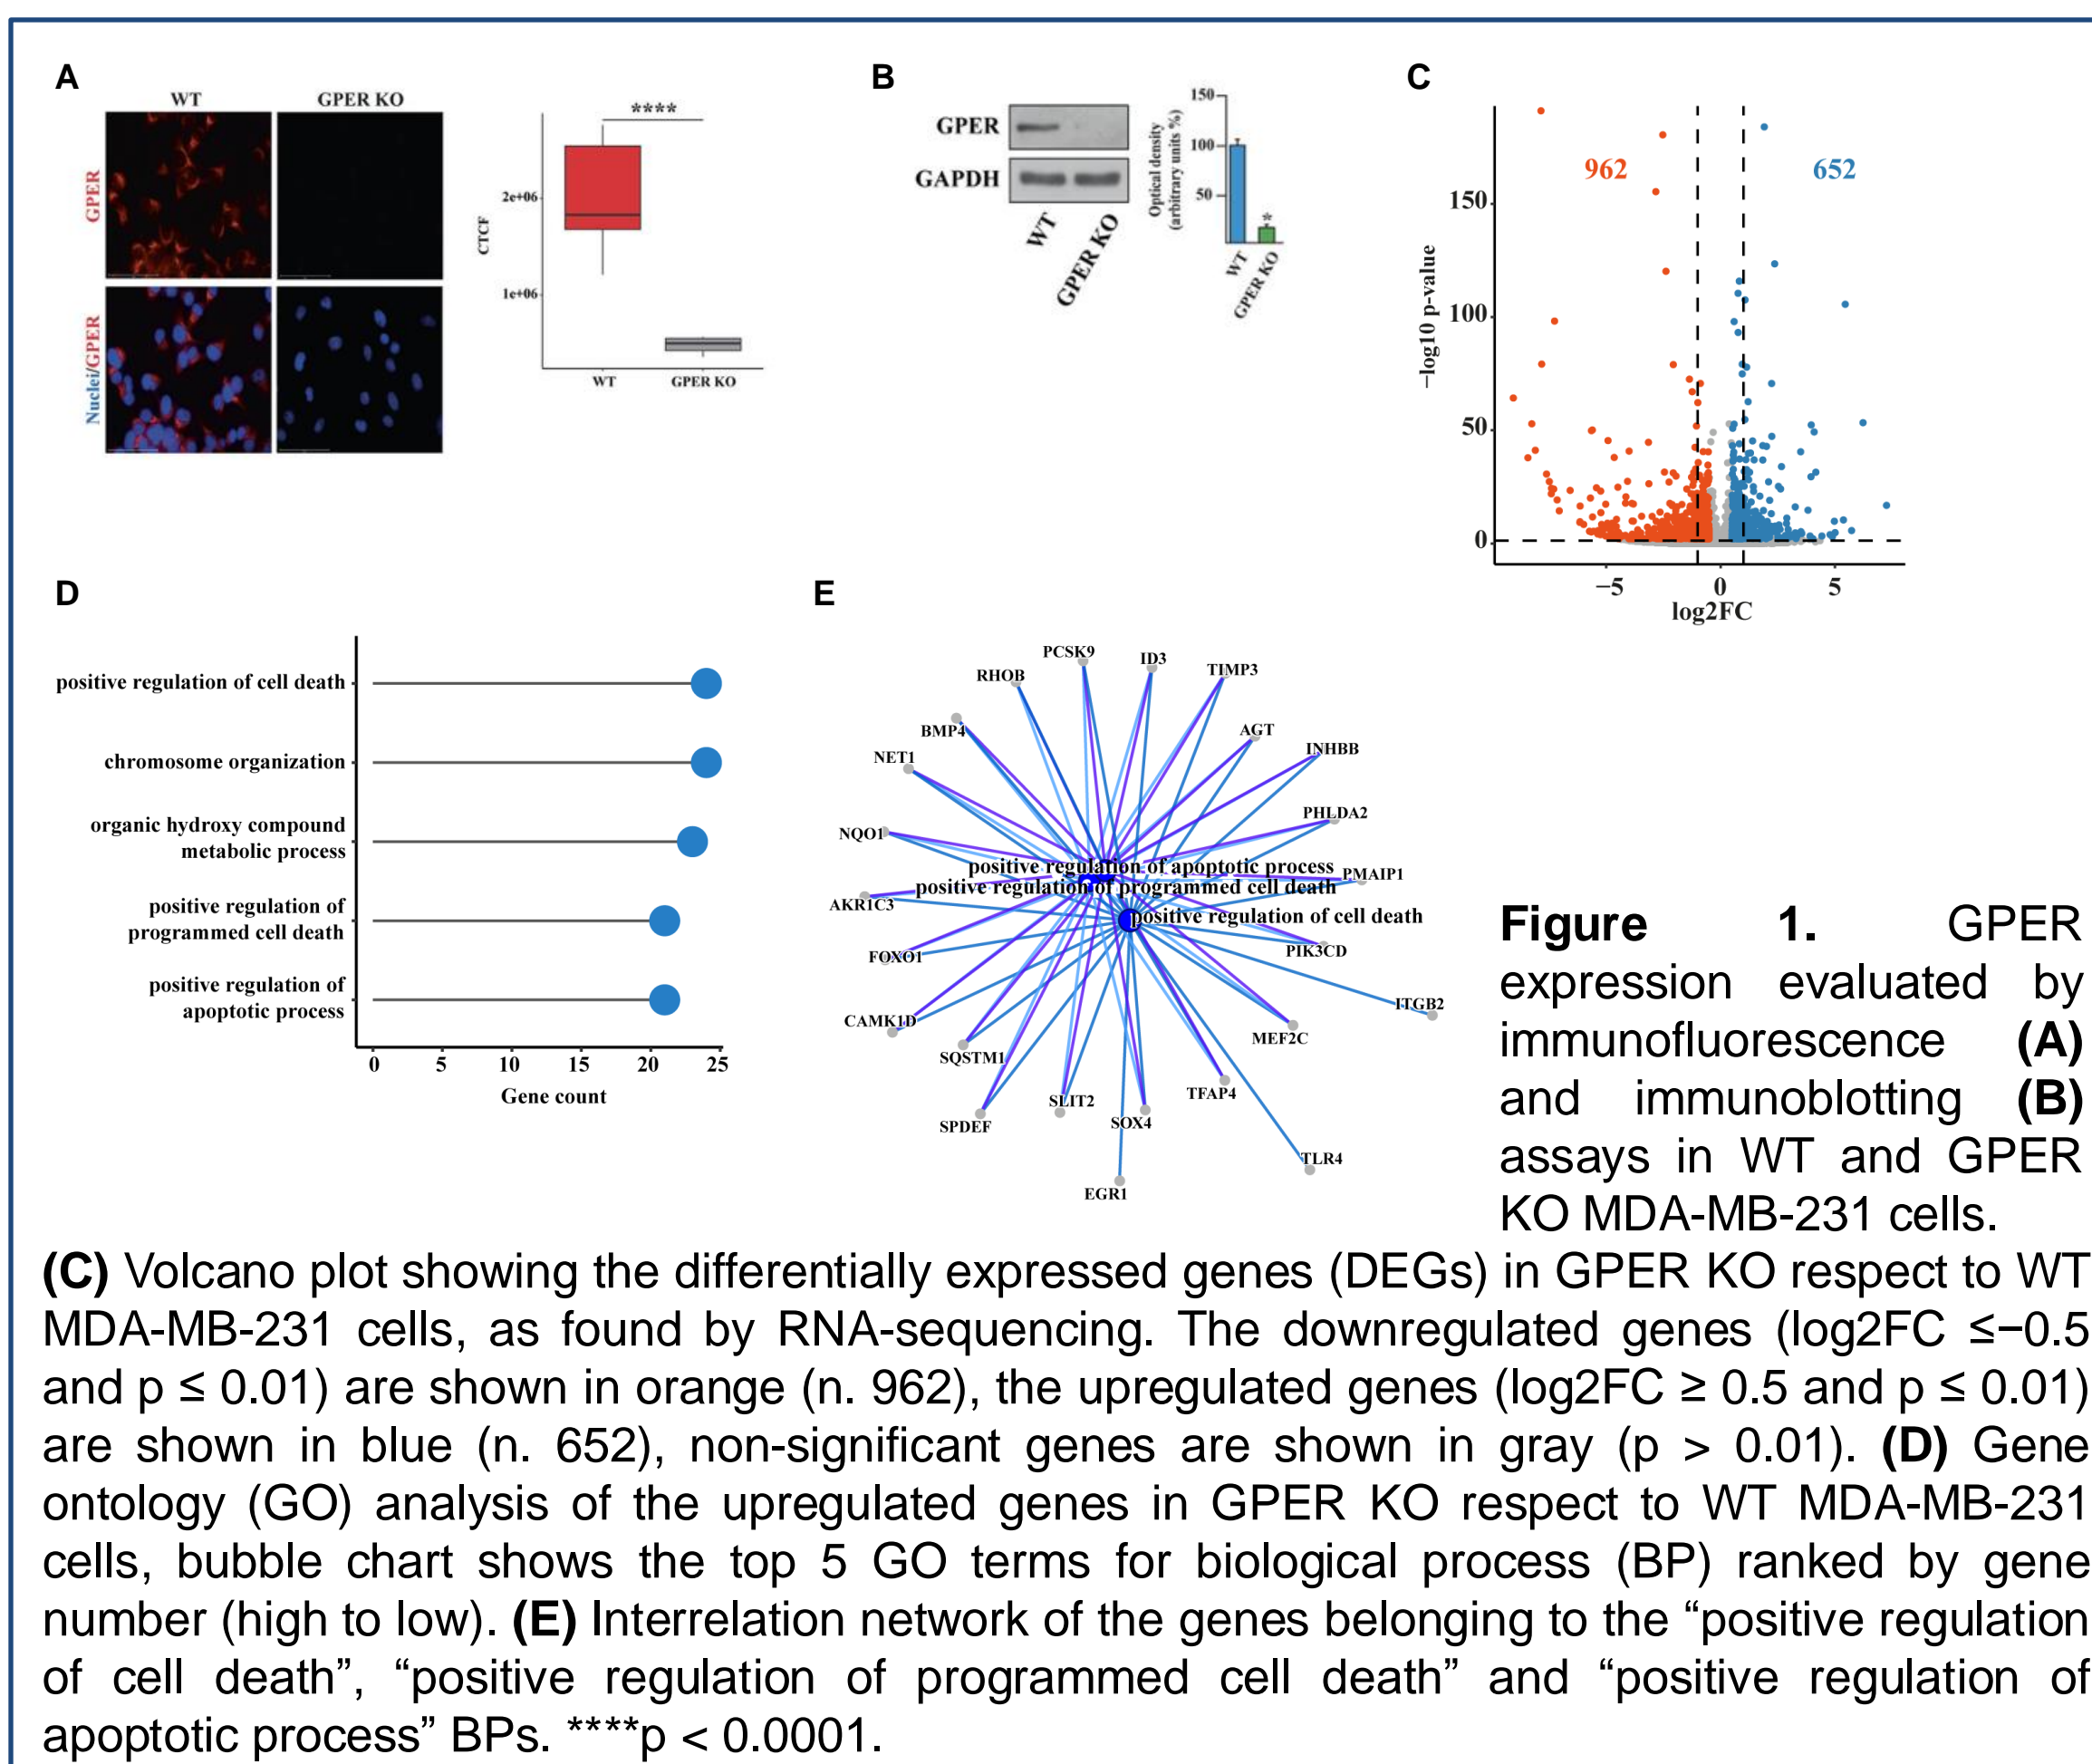 A
WT
GPER KO
GPER
Nuclei/GPER
CTCF
2e+06
1e+06
****
WT
GPER KO
B
GPER
GAPDH
WT
GPER KO
Optical density
(arbitrary units %)
150
100
50
*
WT
GPER KO
C
962
652
−log10 p-value
150
100
50
0
−5
0
5
log2FC
D
positive regulation of cell death
chromosome organization
organic hydroxy compound
metabolic process
positive regulation of
programmed cell death
positive regulation of
apoptotic process
0
5
10
15
20
25
Gene count
E
PCSK9
ID3
TIMP3
RHOB
BMP4
AGT
INHBB
NET1
PHLDA2
NQO1
positive regulation of apoptotic process
PMAIP1
positive regulation of programmed cell death
AKR1C3
positive regulation of cell death
PIK3CD
FOXO1
ITGB2
CAMK1D
MEF2C
SQSTM1
TFAP4
SLIT2
SOX4
SPDEF
TLR4
EGR1
Figure 1. GPER
expression evaluated by
immunofluorescence (A)
and immunoblotting (B)
assays in WT and GPER
KO MDA-MB-231 cells.
(C) Volcano plot showing the differentially expressed genes (DEGs) in GPER KO respect to WT
MDA-MB-231 cells, as found by RNA-sequencing. The downregulated genes (log2FC ≤−0.5
and p ≤ 0.01) are shown in orange (n. 962), the upregulated genes (log2FC ≥ 0.5 and p ≤ 0.01)
are shown in blue (n. 652), non-significant genes are shown in gray (p > 0.01). (D) Gene
ontology (GO) analysis of the upregulated genes in GPER KO respect to WT MDA-MB-231
cells, bubble chart shows the top 5 GO terms for biological process (BP) ranked by gene
number (high to low). (E) Interrelation network of the genes belonging to the “positive regulation
of cell death”, “positive regulation of programmed cell death” and “positive regulation of
apoptotic process” BPs. ****p < 0.0001.